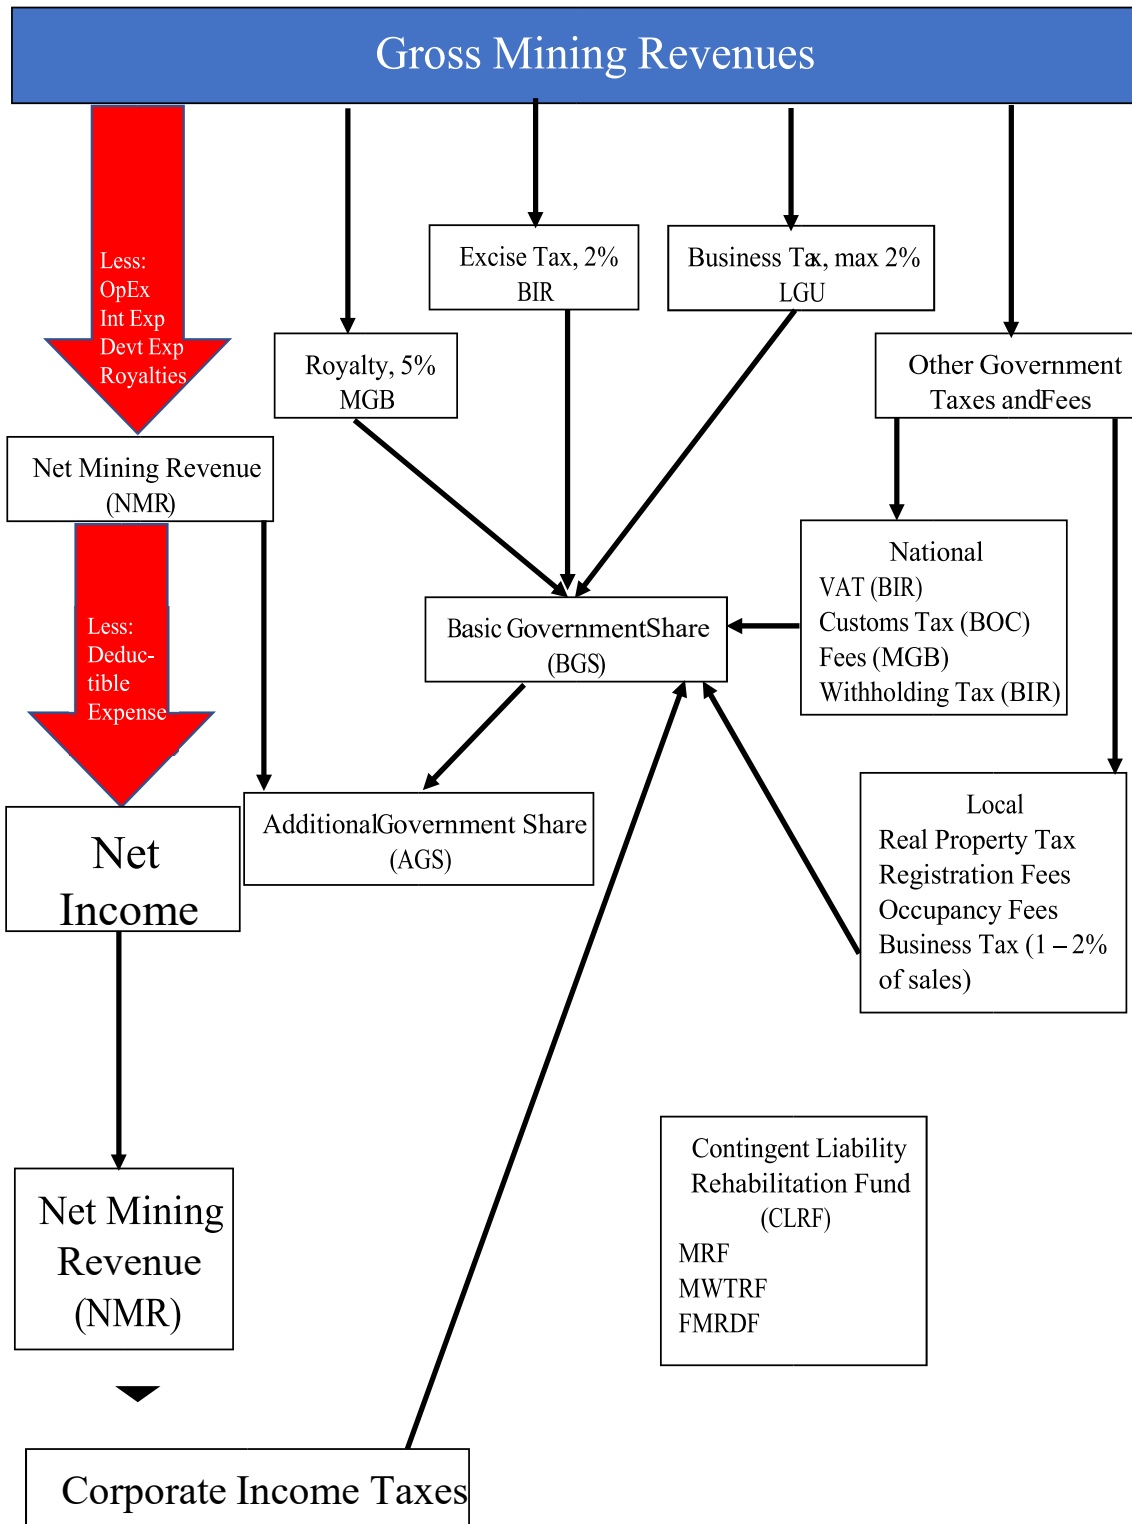 Gross Mining Revenues
Less:
OpEx
Int Exp
Devt Exp
Royalties
Excise Tax, 2%
BIR
Business Tax, max 2%
LGU
Royalty, 5%
MGB
Other Government
Taxes andFees
Net Mining Revenue
(NMR)
National
VAT (BIR)
Customs Tax (BOC)
Fees (MGB)
Withholding Tax (BIR)
Less:
Deduc-
tible
Expense
Basic GovernmentShare
(BGS)
Local
Real Property Tax
Registration Fees
Occupancy Fees
Business Tax (1 – 2%
of sales)
AdditionalGovernment Share
(AGS)
Net
Income
Contingent Liability
Rehabilitation Fund
(CLRF)
MRF
MWTRF
FMRDF
Net Mining
Revenue
(NMR)
Corporate Income Taxes